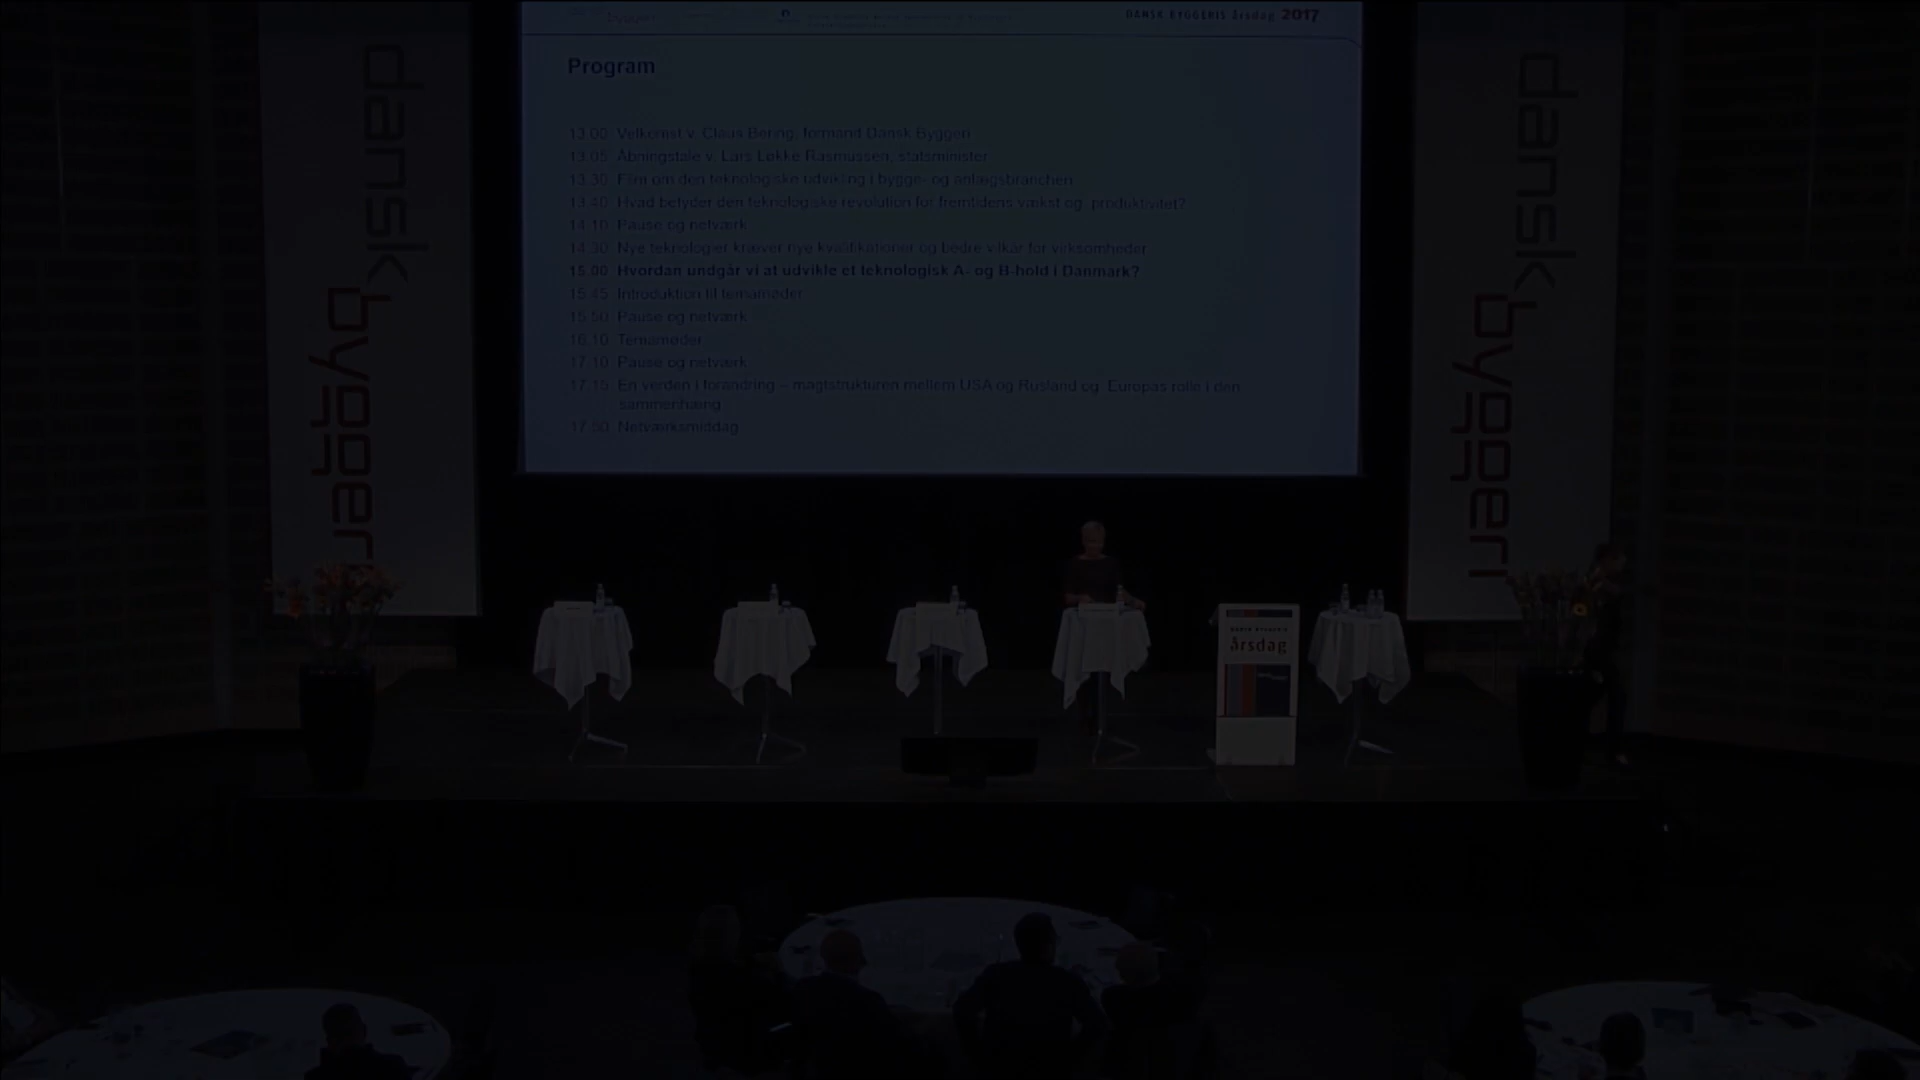 DANSK BYGGERIS årsdag 2017
Program
13.00 Velkomst v. Claus Bering, formand Dansk Byggeri
13.05 Åbningstale v. Lars Løkke Rasmussen, statsminister
13.30 Film om den teknologiske udvikling i bygge- og anlægsbranchen
13.40 Hvad betyder den teknologiske revolution for fremtidens vækst og produktivitet?
14.10 Pause og netværk
14.30 Nye teknologier kræver nye kvalifikationer og bedre vilkår for virksomheder
15.00 Hvordan undgår vi at udvikle et teknologisk A- og B-hold i Danmark?
15.45 Introduktion til temamøder
15.50 Pause og netværk
16.10 Temamøder
17.10 Pause og netværk
17.15 En verden i forandring – magtstrukturen mellem USA og Rusland og Europas rolle i den
sammenhæng
17.50 Netværksmiddag
dansk
byggeri
dansk
byggeri
DANSK BYGGERIS
årsdag